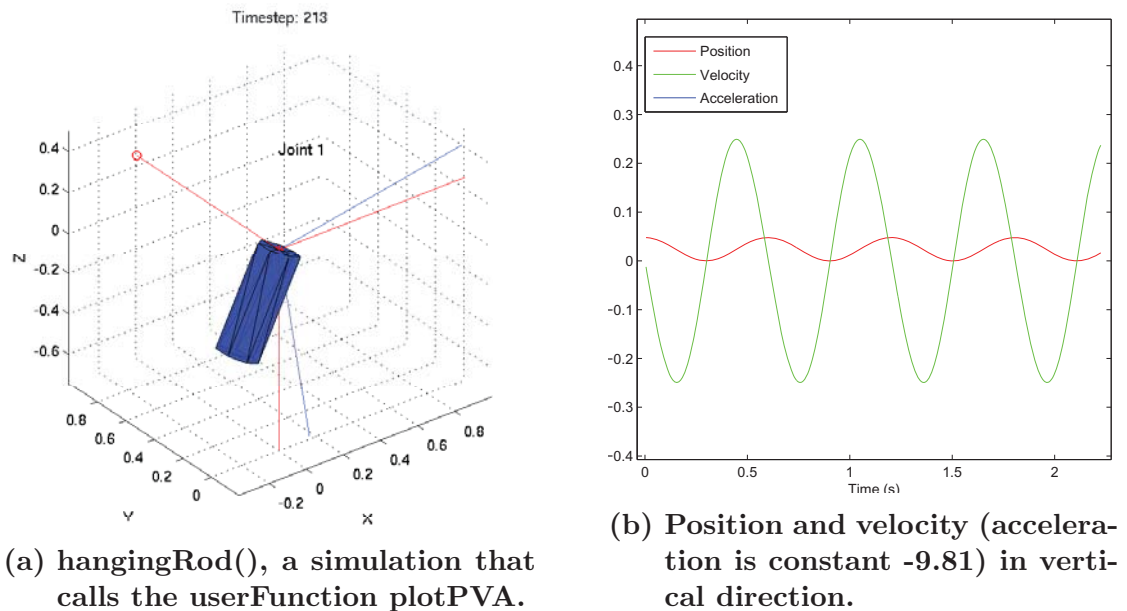 Timestep: 213
Joint 1
0.4
0.2
0
-0.2
-0.4
-0.6
Z
0.8
0.6
0.4
0.2
0
Y
-0.2
0
0.2
0.4
0.6
0.8
X
(a) hangingRod(), a simulation that
calls the userFunction plotPVA.
Position
Velocity
Acceleration
0.4
0.3
0.2
0.1
0
-0.1
-0.2
-0.3
-0.4
0
0.5
1
1.5
2
Time (s)
(b) Position and velocity (accelera-
tion is constant -9.81) in verti-
cal direction.